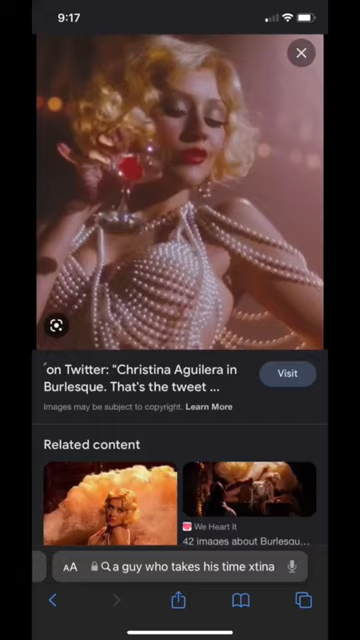 9:17
on Twitter: "Christina Aguilera in
Burlesque. That's the tweet ...
Visit
Images may be subject to copyright. Learn More
Related content
We Heart It
42 images about Burlesqu...
AA
a guy who takes his time xtina